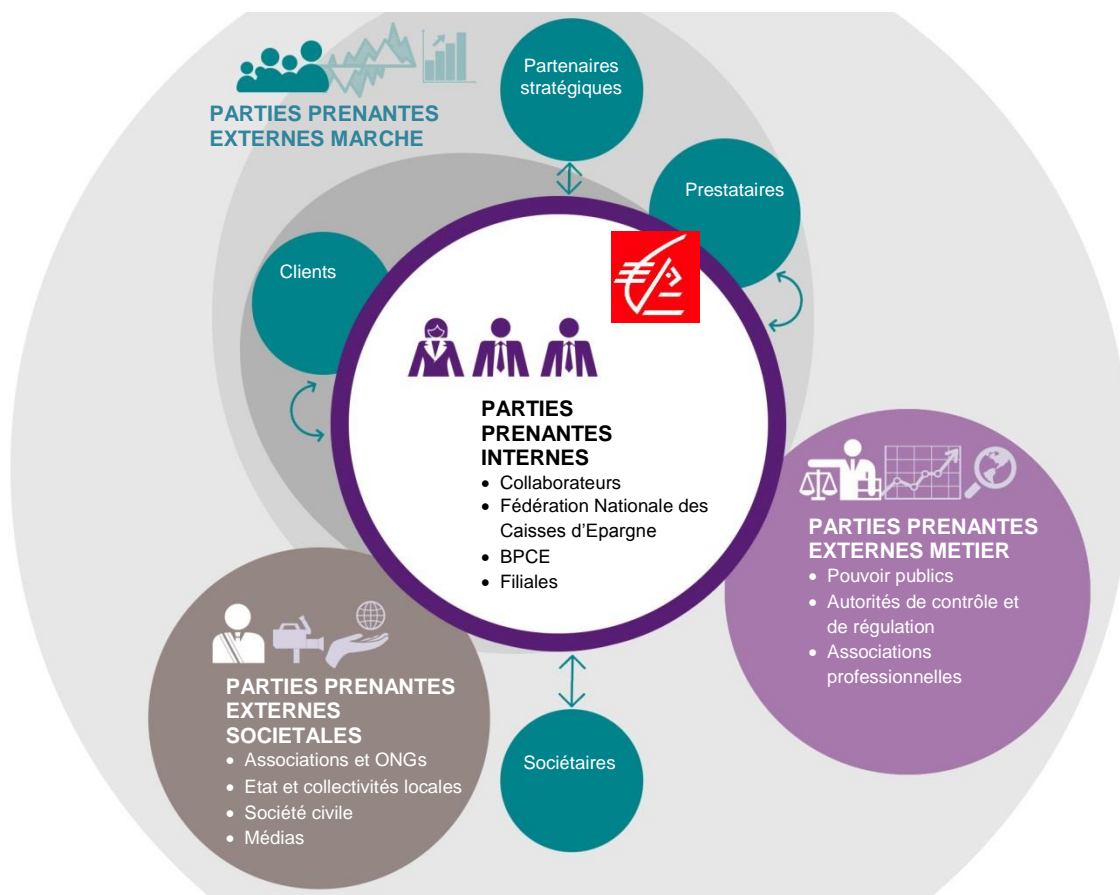 PARTIES PRENANTES
EXTERNES MARCHE
Partenaires
stratégiques
Prestataires
Clients
PARTIES
PRENANTES
INTERNES
• Collaborateurs
• Fédération Nationale des
Caisses d’Epargne
• BPCE
• Filiales
PARTIES PRENANTES
EXTERNES METIER
• Pouvoir publics
• Autorités de contrôle et
de régulation
• Associations
professionnelles
PARTIES PRENANTES
EXTERNES
SOCIETALES
• Associations et ONGs
• Etat et collectivités locales
• Société civile
• Médias
Sociétaires